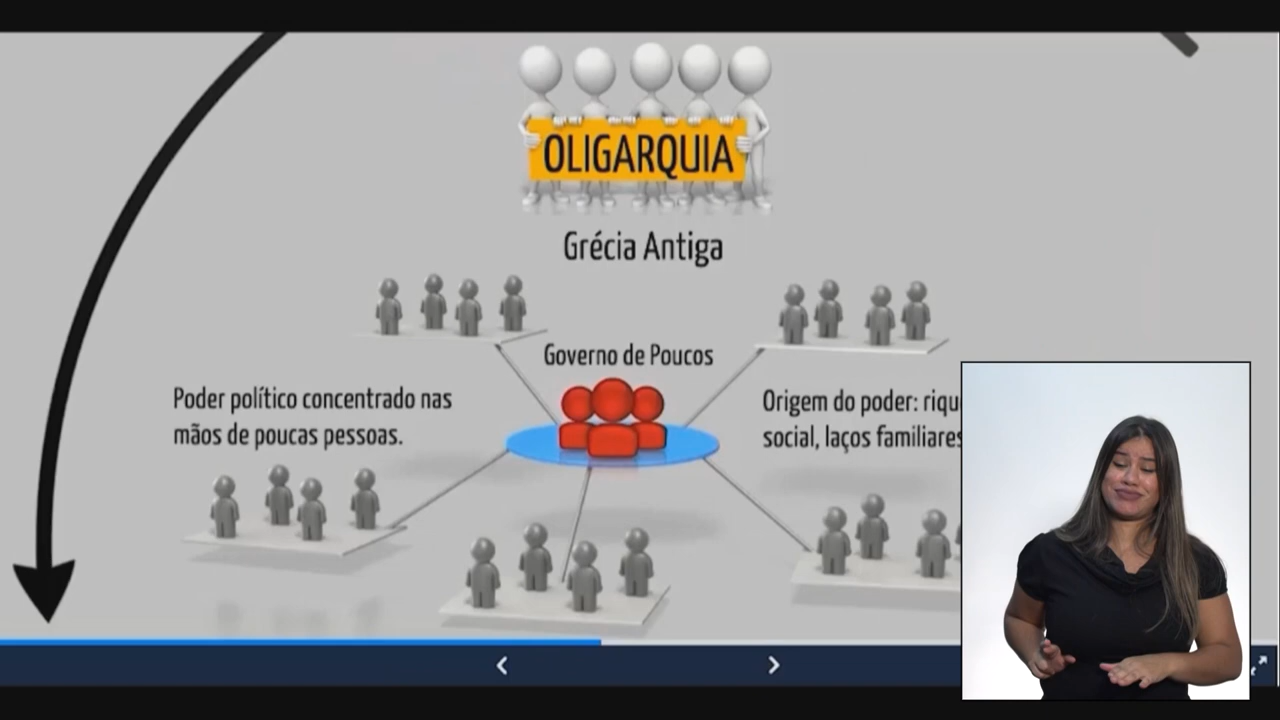 OLIGARQUIA
Grécia Antiga
Governo de Poucos
Poder político concentrado nas
mãos de poucas pessoas.
Origem do poder:
social, laços familiares